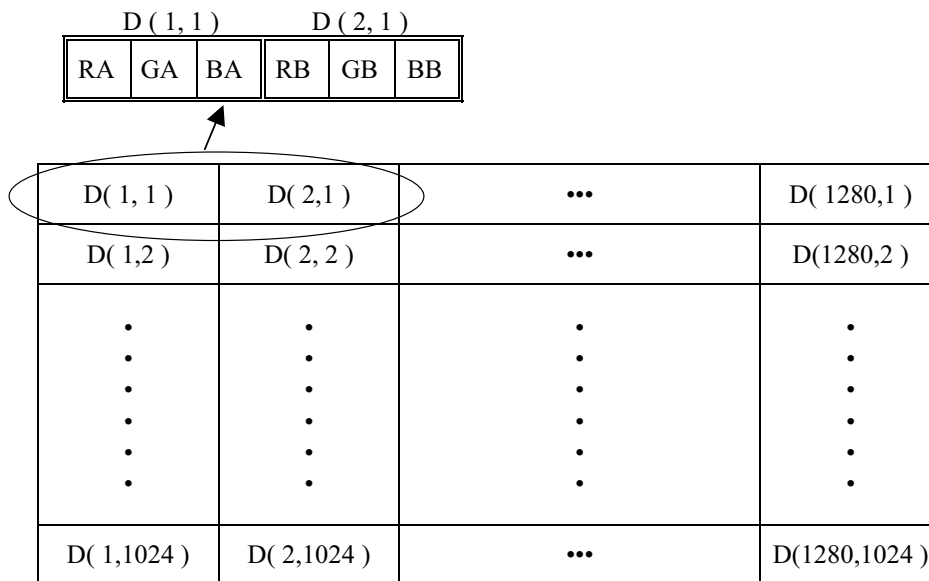 D ( 1, 1 ) D ( 2, 1 )
RA GA BA RB GB BB
D( 1, 1 ) D( 2,1 ) ••• D( 1280,1 )
D( 1,2 ) D( 2, 2 ) ••• D(1280,2 )
• • • •
• • • •
• • • •
• • • •
• • • •
• • • •
D( 1,1024 ) D( 2,1024 ) ••• D(1280,1024 )